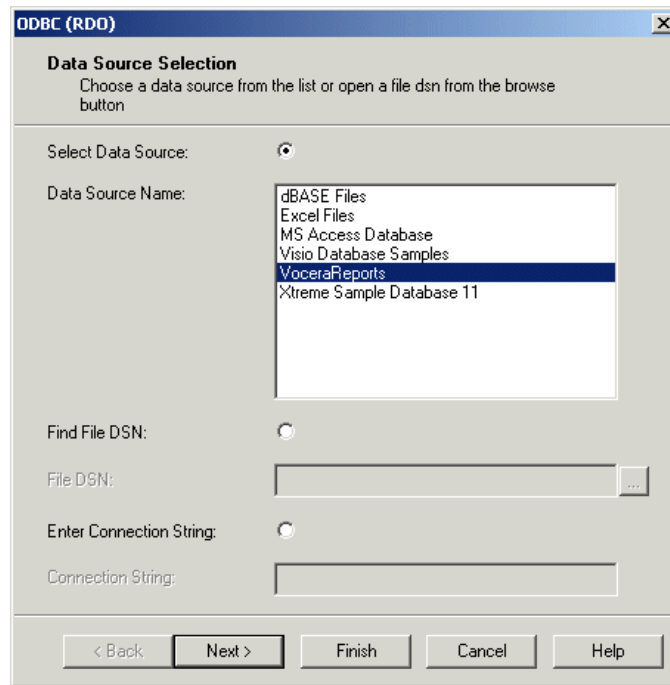 ODBC (RDO)
Data Source Selection
Choose a data source from the list or open a file dsn from the browse
button
Select Data Source:
Data Source Name:
dBASE Files
Excel Files
MS Access Database
Visio Database Samples
VoceraReports
Xtreme Sample Database 11
Find File DSN:
File DSN:
...
Enter Connection String:
Connection String:
< Back Next > Finish Cancel Help